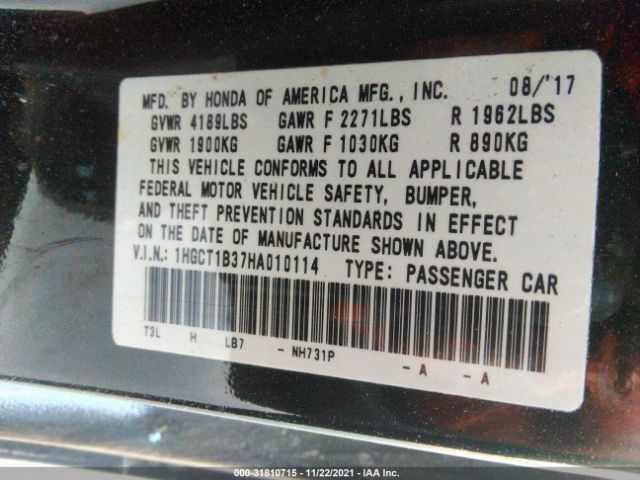 MFD. BY HONDA OF AMERICA MFG., INC. 08/'17
GVWR 4189LBS GAWR F 2271LBS R 1962LBS
GVWR 1900KG GAWR F 1030KG R 890KG
THIS VEHICLE CONFORMS TO ALL APPLICABLE
FEDERAL MOTOR VEHICLE SAFETY, BUMPER,
AND THEFT PREVENTION STANDARDS IN EFFECT
ON THE DATE OF MANUFACTURE SHOWN ABOVE.
V.I.N.: 1HGCT1B37HA010114 TYPE: PASSENGER CAR
T3L H LB7 - NH731P - A - A
000-31810715 - 11/22/2021 - IAA Inc.